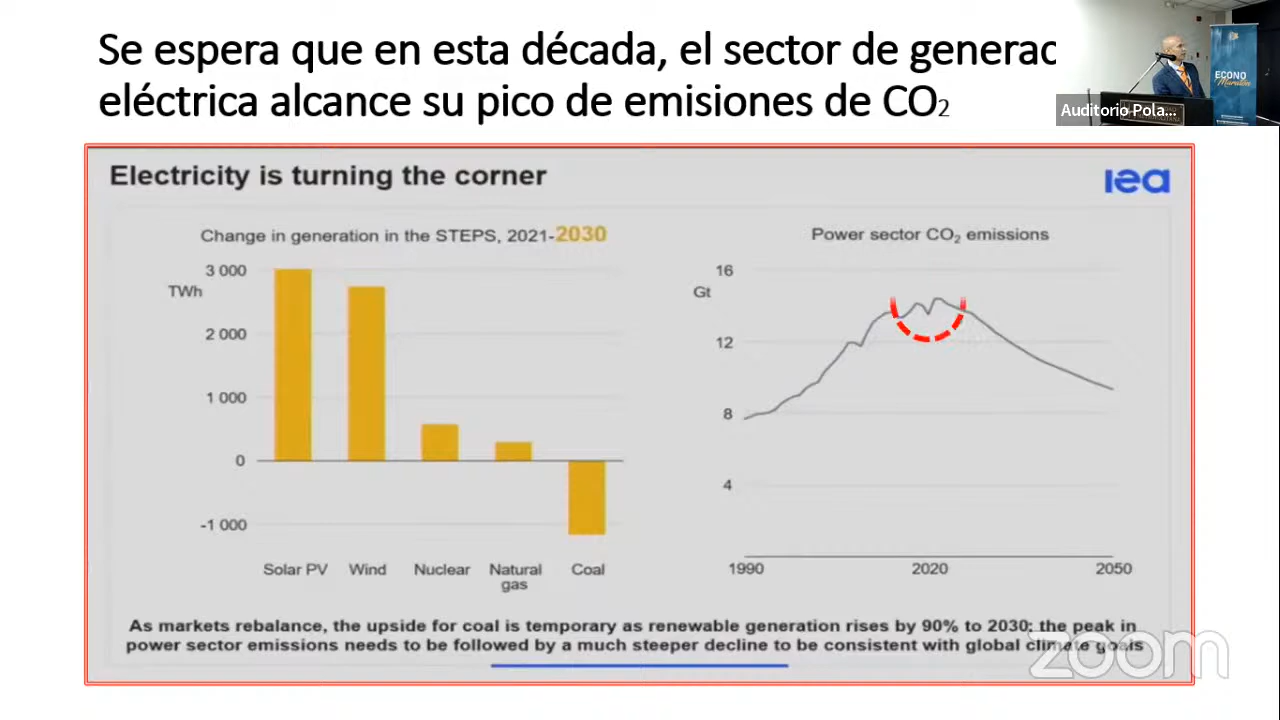 Se espera que en esta década, el sector de generac
eléctrica alcance su pico de emisiones de CO2
ECONO
Maratón
Auditorio Pola...
Electricity is turning the corner
iea
Change in generation in the STEPS, 2021-2030
3 000
TWh
2 000
1 000
0
-1 000
Solar PV Wind Nuclear Natural gas Coal
Power sector CO2 emissions
16
Gt
12
8
4
1990 2020 2050
As markets rebalance, the upside for coal is temporary as renewable generation rises by 90% to 2030; the peak in
power sector emissions needs to be followed by a much steeper decline to be consistent with global climate goals
zoom